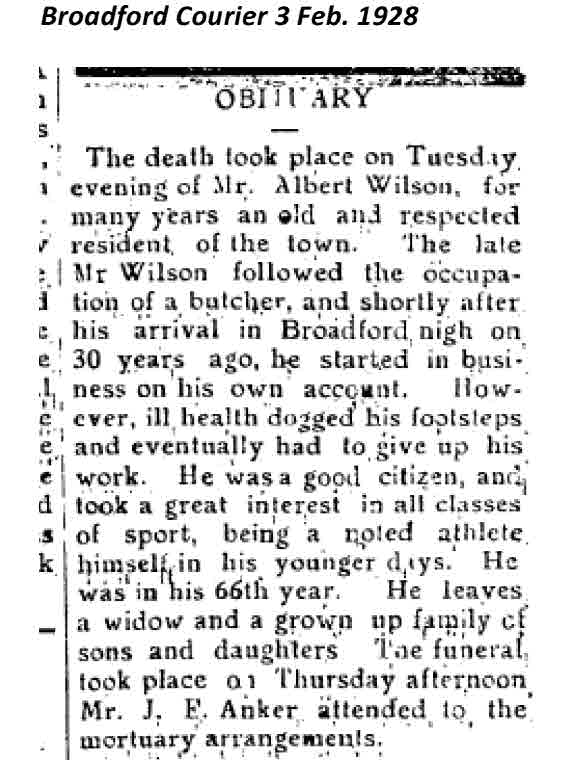 Broadford Courier 3 Feb. 1928
OBITUARY
The death took place on Tuesday
evening of Mr. Albert Wilson, for
many years an old and respected
resident of the town. The late
Mr Wilson followed the occupa-
tion of a butcher, and shortly after
his arrival in Broadford nigh on
30 years ago, he started in busi-
ness on his own account. How-
ever, ill health dogged his footsteps
and eventually had to give up his
work. He was a good citizen, and
took a great interest in all classes
of sport, being a noted athlete
himself in his younger days. He
was in his 66th year. He leaves
a widow and a grown up family of
sons and daughters The funeral
took place on Thursday afternoon
Mr. J. E. Anker attended to the
mortuary arrangements.